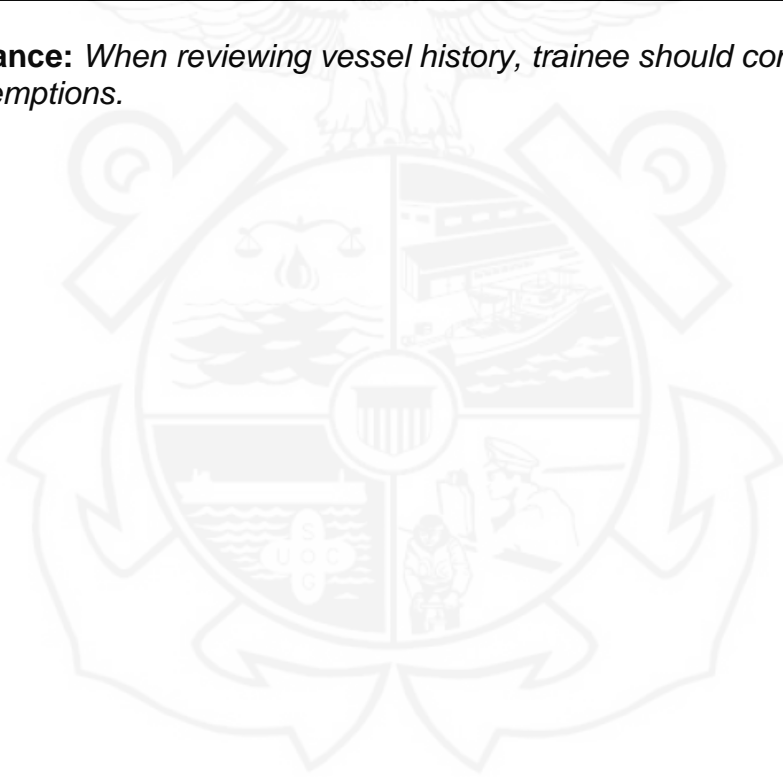 ance: When reviewing vessel history, trainee should con
emptions.
S
U C
G